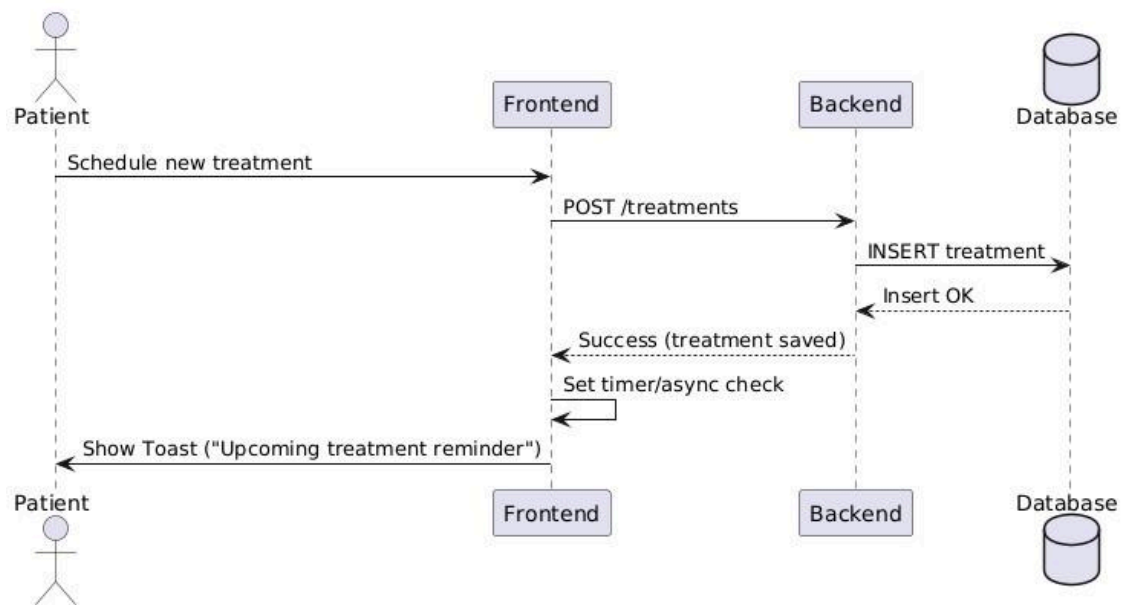 Patient
Frontend
Backend
Database
Schedule new treatment
POST /treatments
INSERT treatment
Insert OK
Success (treatment saved)
Set timer/async check
Show Toast ("Upcoming treatment reminder")
Patient
Frontend
Backend
Database